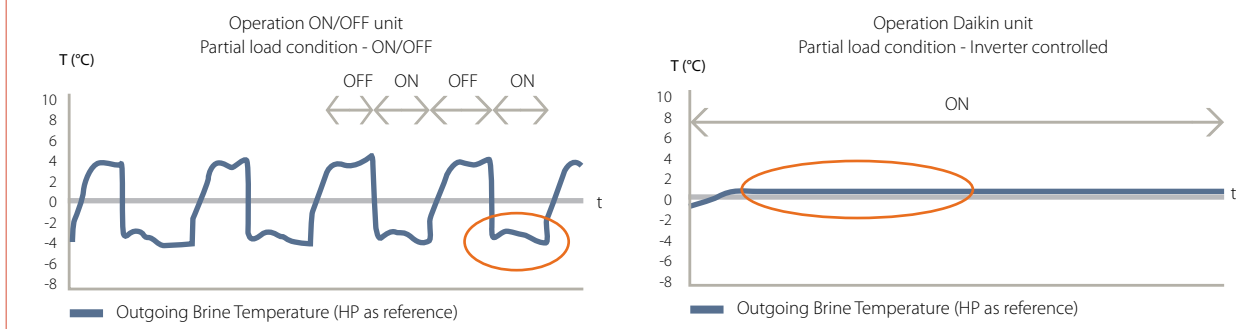 Operation ON/OFF unit
Partial load condition - ON/OFF
T (°C)
OFF ON OFF ON
10
8
6
4
2
0
-2
-4
-6
-8
t
Outgoing Brine Temperature (HP as reference)
Operation Daikin unit
Partial load condition - Inverter controlled
T (°C)
ON
10
8
6
4
2
0
-2
-4
-6
-8
t
Outgoing Brine Temperature (HP as reference)